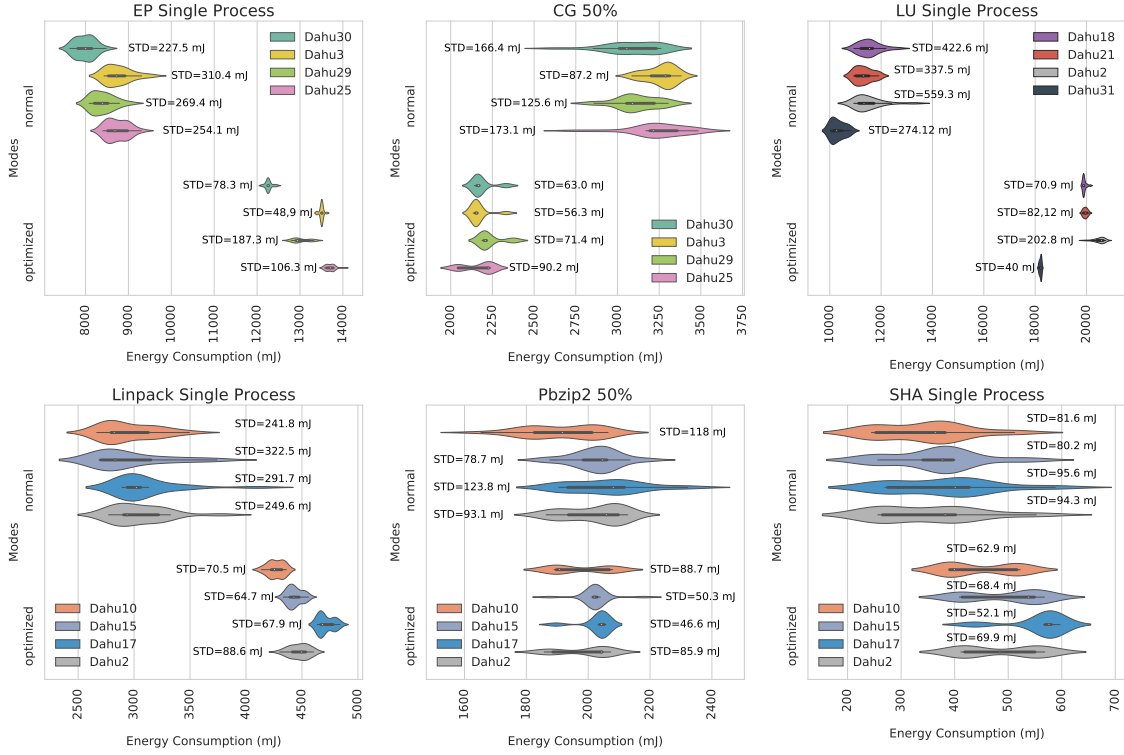 EP Single Process
STD=227.5 mJ
STD=310.4 mJ
STD=269.4 mJ
STD=254.1 mJ
STD=78.3 mJ
STD=48,9 mJ
STD=187.3 mJ
STD=106.3 mJ
Dahu30
Dahu3
Dahu29
Dahu25
Modes
normal
optimized
8000
9000
10000
11000
12000
13000
14000
Energy Consumption (mJ)
CG 50%
STD=166.4 mJ
STD=87.2 mJ
STD=125.6 mJ
STD=173.1 mJ
STD=63.0 mJ
STD=56.3 mJ
STD=71.4 mJ
STD=90.2 mJ
Dahu30
Dahu3
Dahu29
Dahu25
Modes
normal
optimized
2000
2250
2500
2750
3000
3250
3500
3750
Energy Consumption (mJ)
LU Single Process
STD=422.6 mJ
STD=337.5 mJ
STD=559.3 mJ
STD=274.12 mJ
STD=70.9 mJ
STD=82,12 mJ
STD=202.8 mJ
STD=40 mJ
Dahu18
Dahu21
Dahu2
Dahu31
Modes
normal
optimized
10000
12000
14000
16000
18000
20000
Energy Consumption (mJ)
Linpack Single Process
STD=241.8 mJ
STD=322.5 mJ
STD=291.7 mJ
STD=249.6 mJ
STD=70.5 mJ
STD=64.7 mJ
STD=67.9 mJ
STD=88.6 mJ
Dahu10
Dahu15
Dahu17
Dahu2
Modes
normal
optimized
2500
3000
3500
4000
4500
5000
Energy Consumption (mJ)
Pbzip2 50%
STD=118 mJ
STD=78.7 mJ
STD=123.8 mJ
STD=93.1 mJ
STD=88.7 mJ
STD=50.3 mJ
STD=46.6 mJ
STD=85.9 mJ
Dahu10
Dahu15
Dahu17
Dahu2
Modes
normal
optimized
1600
1800
2000
2200
2400
Energy Consumption (mJ)
SHA Single Process
STD=81.6 mJ
STD=80.2 mJ
STD=95.6 mJ
STD=94.3 mJ
STD=62.9 mJ
STD=68.4 mJ
STD=52.1 mJ
STD=69.9 mJ
Dahu10
Dahu15
Dahu17
Dahu2
Modes
normal
optimized
200
300
400
500
600
700
Energy Consumption (mJ)